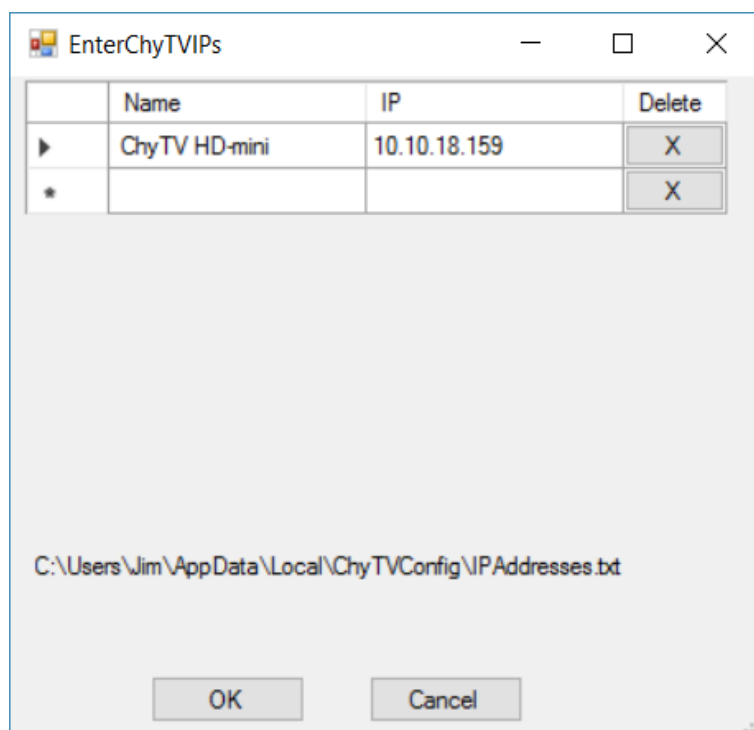 EnterChyTVIPs
Name IP Delete
ChyTV HD-mini 10.10.18.159 X
* X
C:\Users\Jim\AppData\Local\ChyTVConfig\IPAddresses.txt
OK Cancel